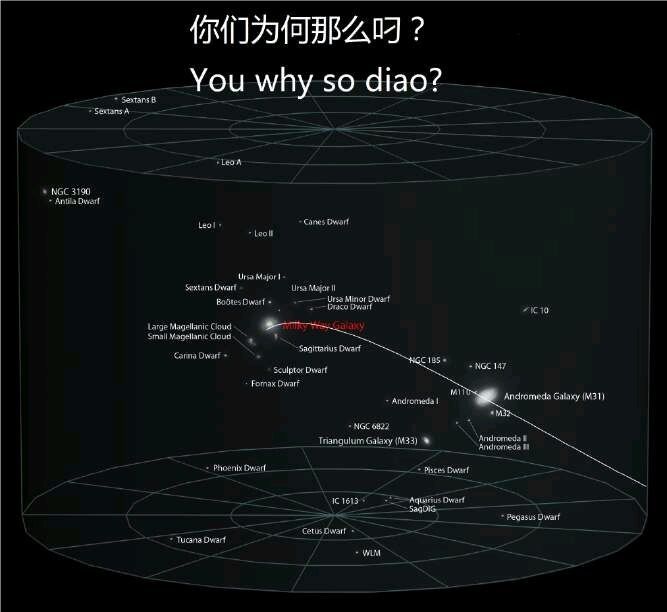 你们为何那么叼？
You why so diao?
Sextans B
Sextans A
Leo A
NGC 3190
Antila Dwarf
Leo I
Canes Dwarf
Leo II
Ursa Major I
Ursa Major II
Sextans Dwarf
Boötes Dwarf
Ursa Minor Dwarf
Draco Dwarf
IC 10
Milky Way Galaxy
Large Magellanic Cloud
Small Magellanic Cloud
Sagittarius Dwarf
Carina Dwarf
NGC 185
NGC 147
Sculptor Dwarf
Fornax Dwarf
M110
Andromeda Galaxy (M31)
Andromeda I
M32
NGC 6822
Triangulum Galaxy (M33)
Andromeda II
Andromeda III
Phoenix Dwarf
Pisces Dwarf
IC 1613
Aquarius Dwarf
SagDIG
Pegasus Dwarf
Cetus Dwarf
Tucana Dwarf
WLM